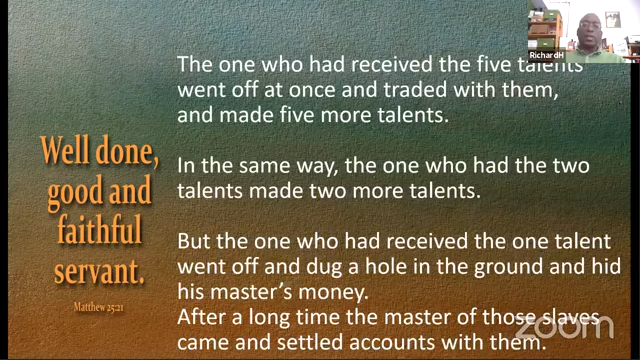 RichardH
Well done,
good and
faithful
servant.
Matthew 25:21
The one who had received the five talents
went off at once and traded with them,
and made five more talents.
In the same way, the one who had the two
talents made two more talents.
But the one who had received the one talent
went off and dug a hole in the ground and hid
his master's money.
After a long time the master of those slaves
came and settled accounts with them.
zoom